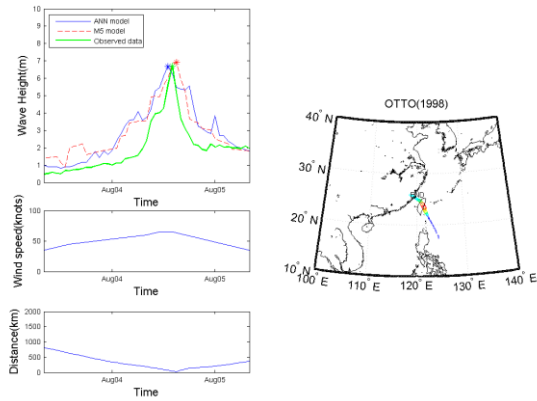 10
9
8
7
6
5
4
3
2
1
0
Wave Height(m)
ANN model
M5 model
Observed data
Aug04
Aug05
Time
100
50
0
Wind speed(Knots)
Aug04
Aug05
Time
2000
1500
1000
500
0
Distance(km)
Aug04
Aug05
Time
OTTO(1998)
40° N
30° N
20° N
10° N
100° E
110° E
120° E
130° E
140° E